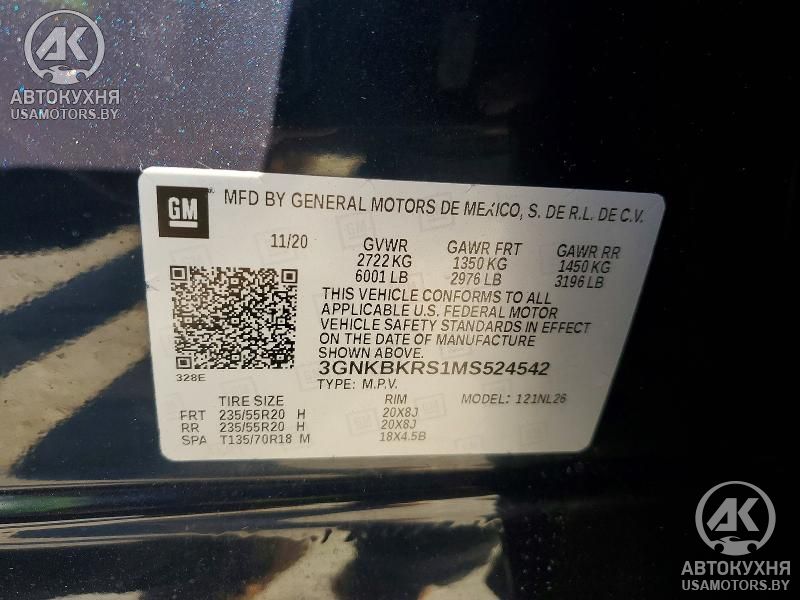 АК
АВТОКУХНЯ
USAMOTORS.BY
GM
MFD BY GENERAL MOTORS DE MEXICO, S. DE R.L. DE C.V.
11/20 GVWR GAWR FRT GAWR RR
2722 KG 1350 KG 1450 KG
6001 LB 2976 LB 3196 LB
THIS VEHICLE CONFORMS TO ALL
APPLICABLE U.S. FEDERAL MOTOR
VEHICLE SAFETY STANDARDS IN EFFECT
ON THE DATE OF MANUFACTURE
SHOWN ABOVE.
328E
3GNKBKRS1MS524542
TYPE: M.P.V.
TIRE SIZE RIM MODEL: 121NL26
FRT 235/55R20 H 20X8J
RR 235/55R20 H 20X8J
SPA T135/70R18 M 18X4.5B
АК
АВТОКУХНЯ
USAMOTORS.BY